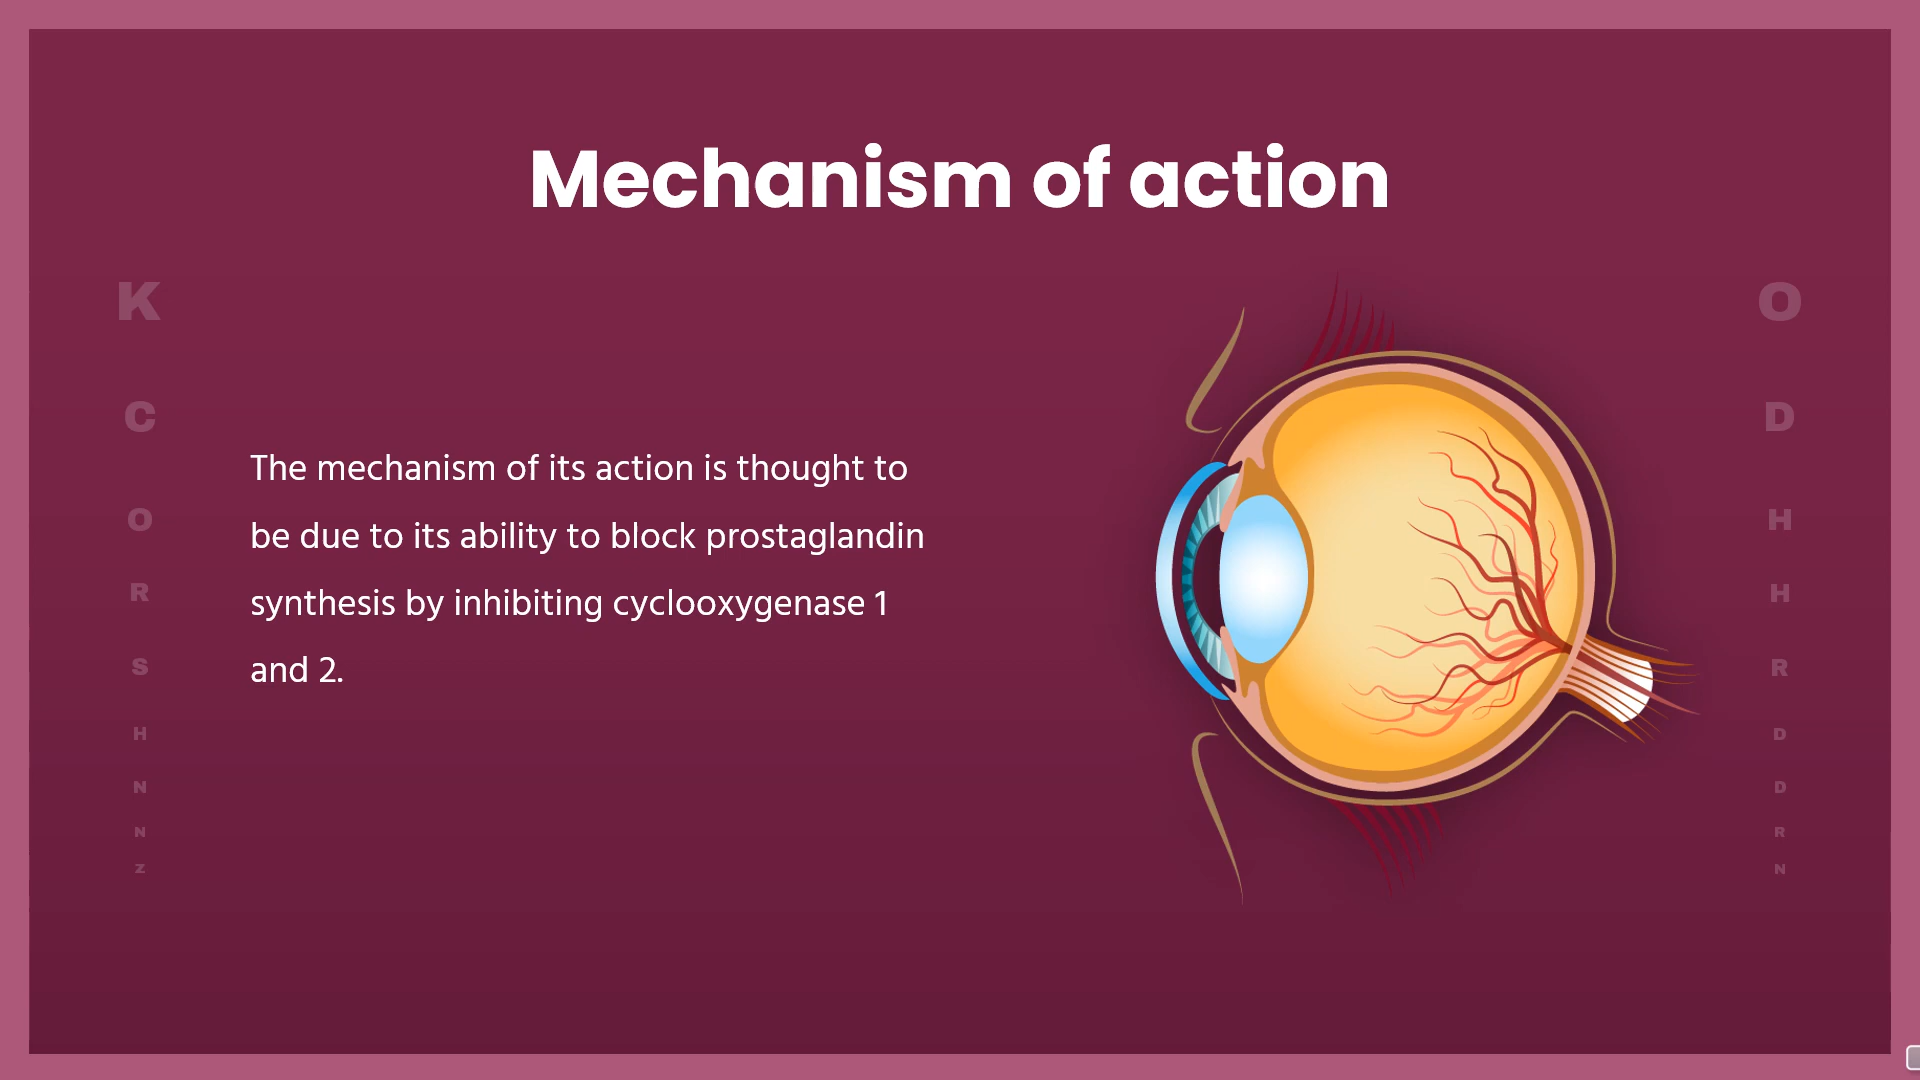 Mechanism of action
K
C
O
R
S
H
N
N
Z
The mechanism of its action is thought to
be due to its ability to block prostaglandin
synthesis by inhibiting cyclooxygenase 1
and 2.
O
D
H
H
R
D
D
R
N